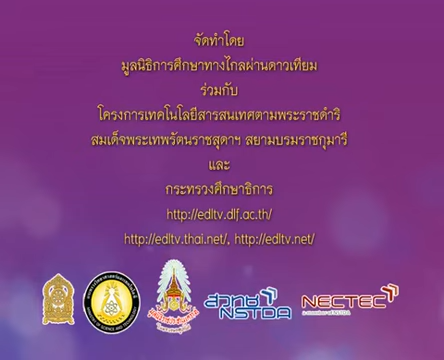 จัดทำโดย
มูลนิธิการศึกษาทางไกลผ่านดาวเทียม
ร่วมกับ
โครงการเทคโนโลยีสารสนเทศตามพระราชดำริ
สมเด็จพระเทพรัตนราชสุดาฯ สยามบรมราชกุมารี
และ
กระทรวงศึกษาธิการ
http://edltv.dlf.ac.th/
http://edltv.thai.net/, http://edltv.net/
สวทช
NSTDA
NECTEC
a member of NSTDA